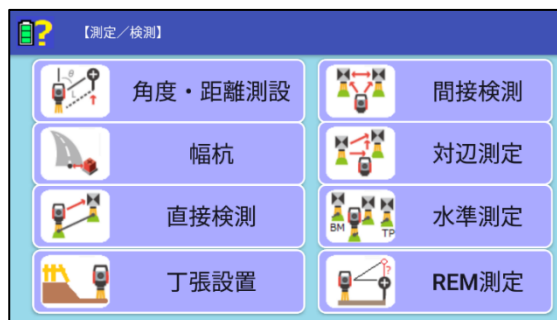 【測定／検測】
角度・距離測設
間接検測
幅杭
対辺測定
直接検測
BM TP
水準測定
丁張設置
REM測定